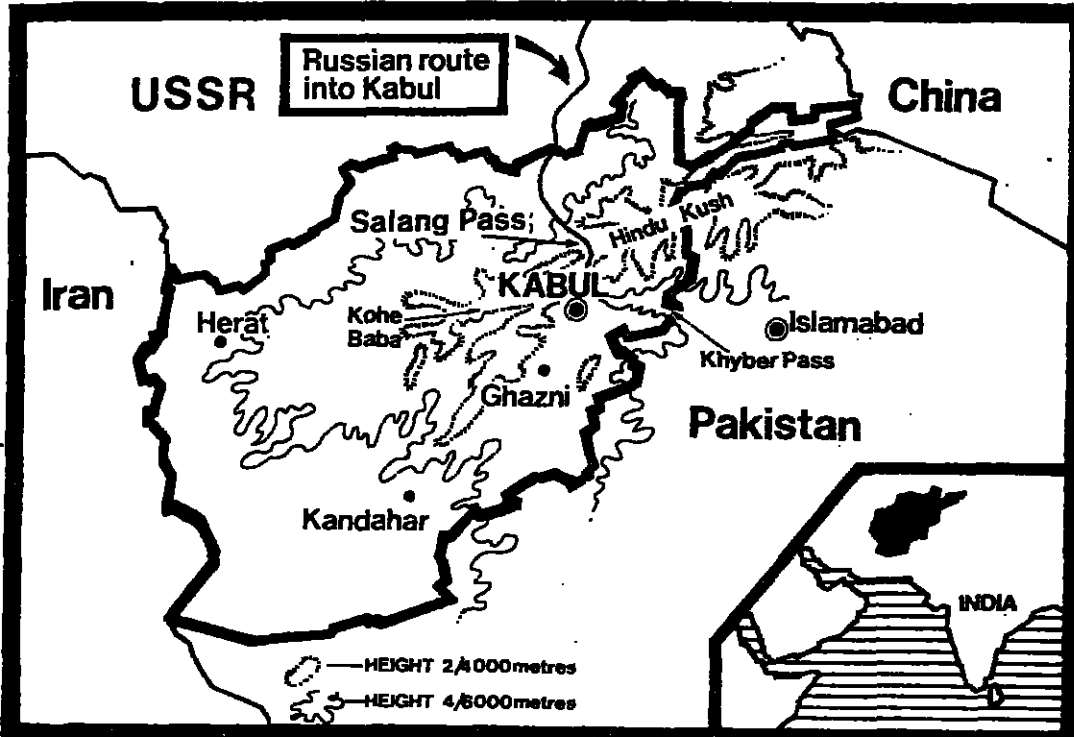 Russian route
into Kabul
USSR
China
Salang Pass;
Hindu Kush
Iran
KABUL
Herat
Kohe
Baba
Islamabad
Khyber Pass
Ghazni
Pakistan
Kandahar
INDIA
HEIGHT 2/4000metres
HEIGHT 4/6000metres